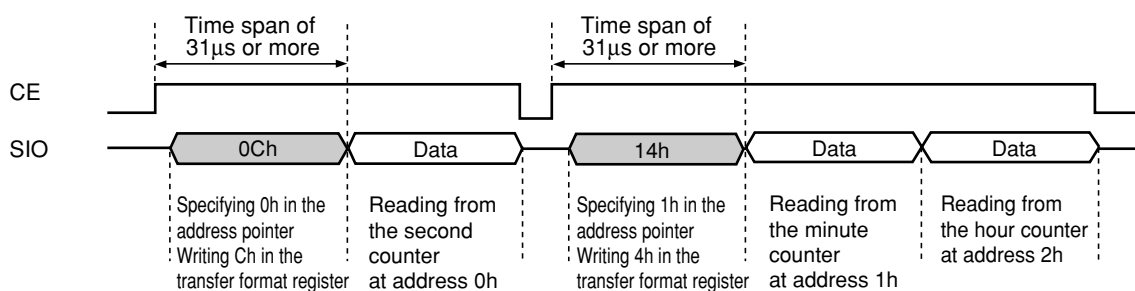 Time span of
31μs or more
Time span of
31μs or more
CE
SIO
0Ch
Data
14h
Data
Data
Specifying 0h in the
address pointer
Writing Ch in the
transfer format register
Reading from
the second
counter
at address 0h
Specifying 1h in the
address pointer
Writing 4h in the
transfer format register
Reading from
the minute
counter
at address 1h
Reading from
the hour counter
at address 2h